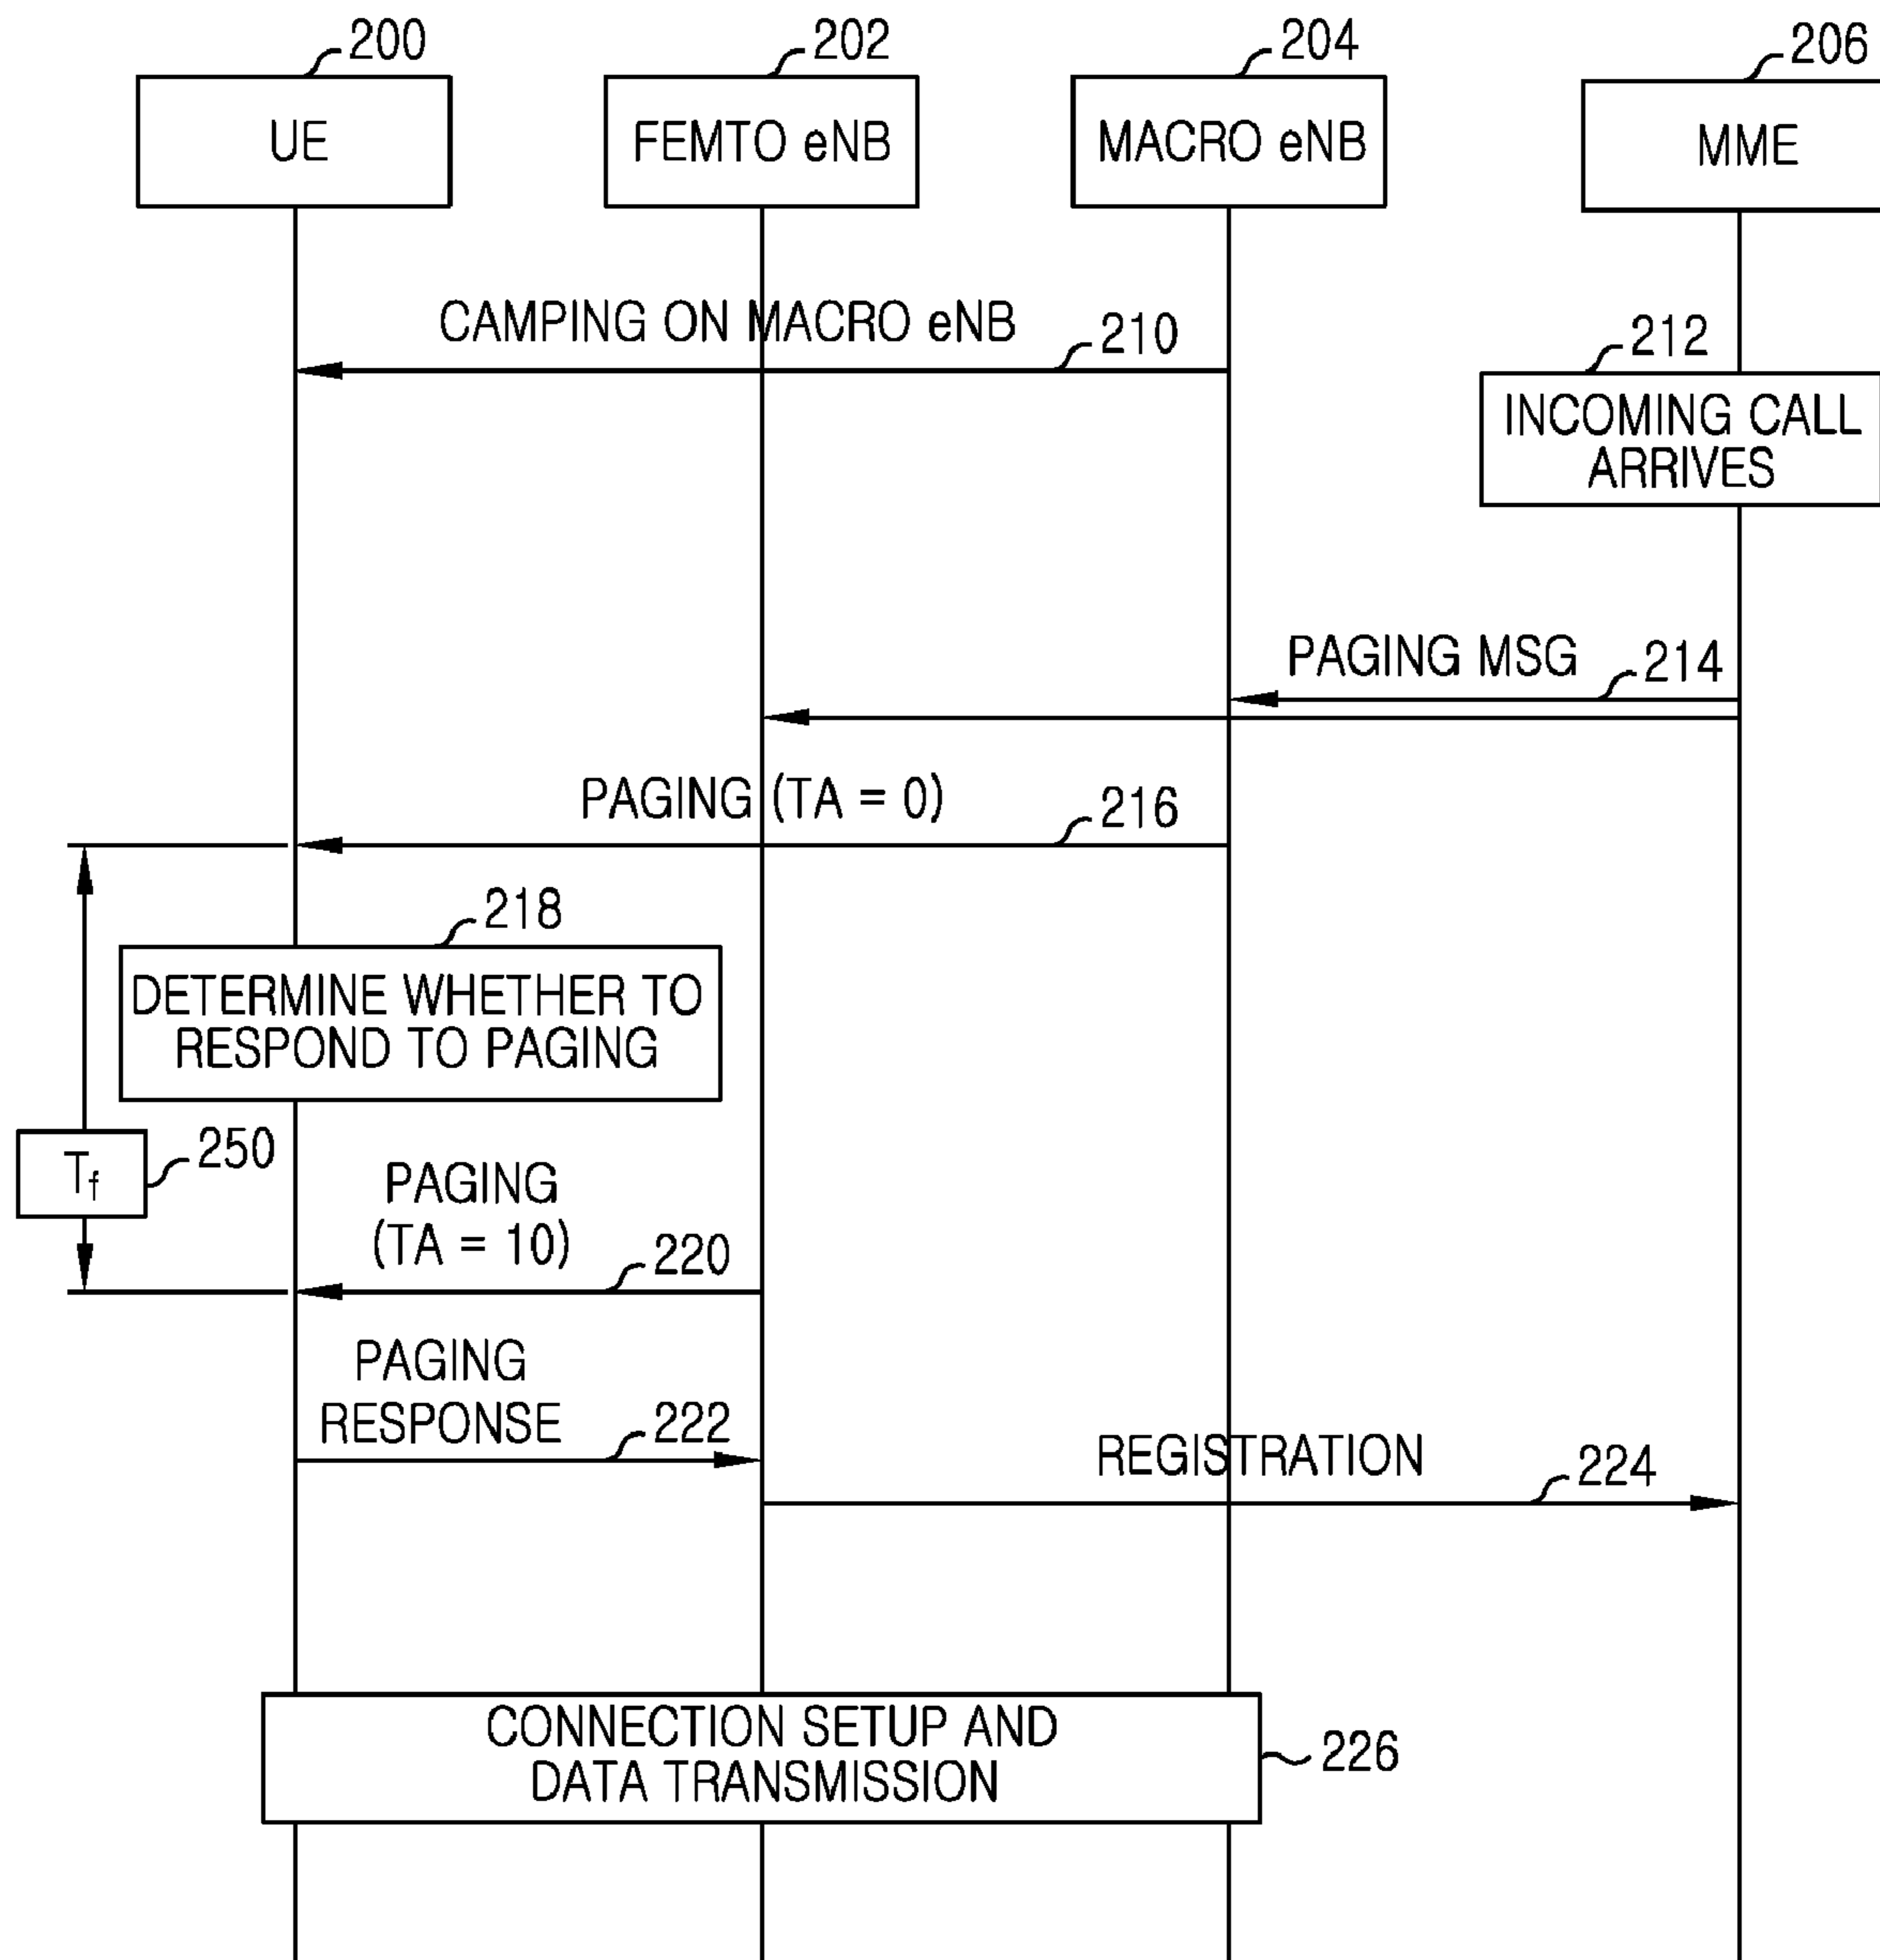 200
202
204
206
UE
FEMTO eNB
MACRO eNB
MME
CAMPING ON MACRO eNB
210
212
INCOMING CALL
ARRIVES
PAGING MSG
214
PAGING (TA = 0)
216
218
DETERMINE WHETHER TO
RESPOND TO PAGING
Tf
250
PAGING
(TA = 10)
220
PAGING
RESPONSE
222
REGISTRATION
224
CONNECTION SETUP AND
DATA TRANSMISSION
226